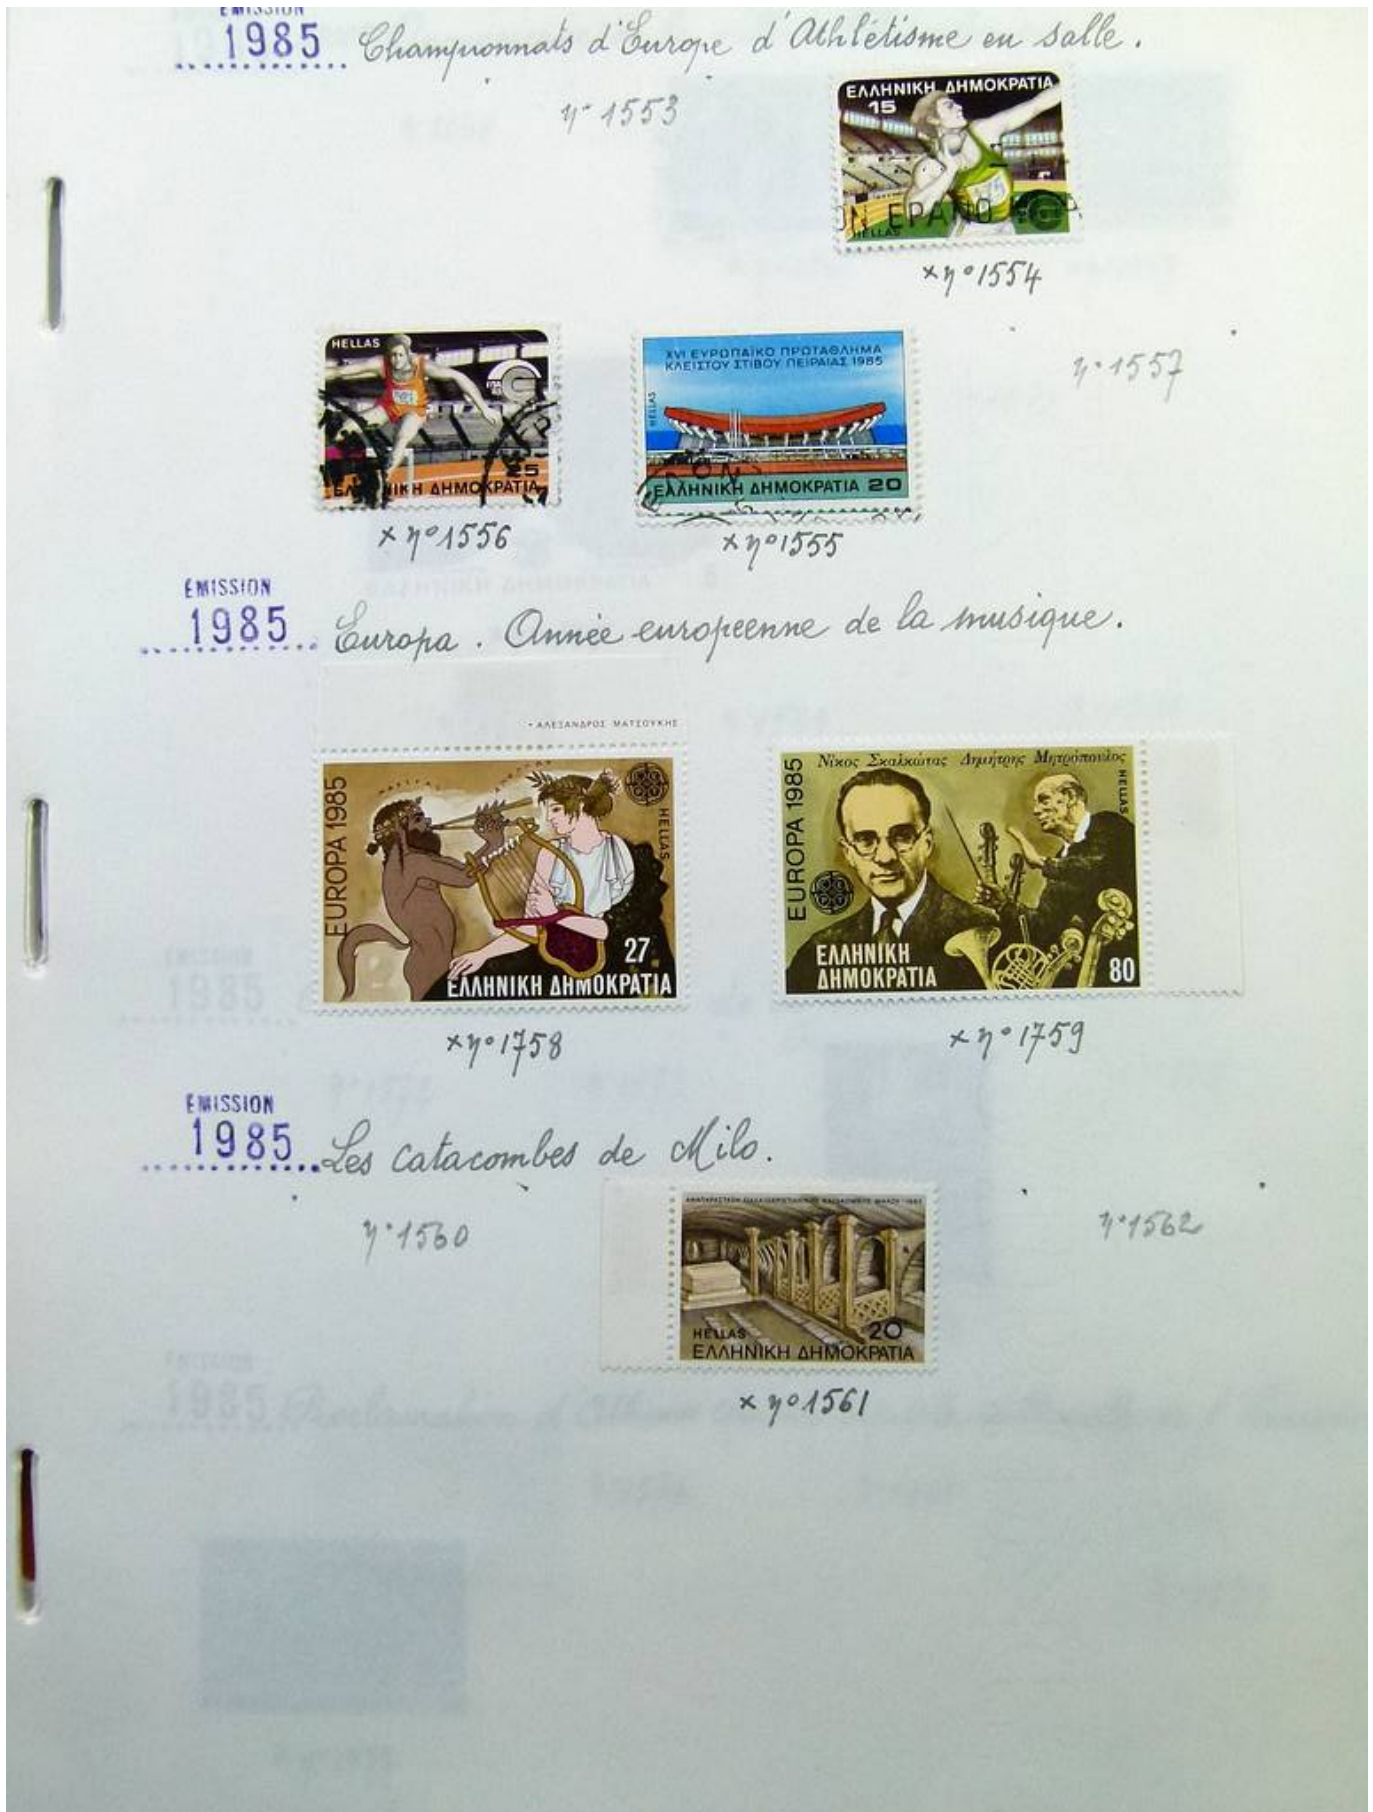 EMISSION
1985 Championnats d'Europe d'Athlétisme en salle.
n° 1553
ΕΛΛΗΝΙΚΗ ΔΗΜΟΚΡΑΤΙΑ
15
HELLAS
x n° 1554
HELLAS
25
ΕΛΛΗΝΙΚΗ ΔΗΜΟΚΡΑΤΙΑ
x n° 1556
XVI ΕΥΡΩΠΑΪΚΟ ΠΡΩΤΑΘΛΗΜΑ
ΚΛΕΙΣΤΟΥ ΣΤΙΒΟΥ ΠΕΙΡΑΙΑΣ 1985
HELLAS
ΕΛΛΗΝΙΚΗ ΔΗΜΟΚΡΑΤΙΑ 20
x n° 1555
n° 1557
EMISSION
1985 Europa. Année européenne de la musique.
ΑΛΕΞΑΝΔΡΟΣ ΜΑΤΣΟΥΚΗΣ
EUROPA 1985
HELLAS
27
ΕΛΛΗΝΙΚΗ ΔΗΜΟΚΡΑΤΙΑ
x n° 1758
Νίκος Σκαλκώτας Δημήτρης Μητρόπουλος
EUROPA 1985
HELLAS
ΕΛΛΗΝΙΚΗ
ΔΗΜΟΚΡΑΤΙΑ
80
x n° 1759
EMISSION
1985 Les catacombes de Milo.
n° 1560
HELLAS 20
ΕΛΛΗΝΙΚΗ ΔΗΜΟΚΡΑΤΙΑ
x n° 1561
n° 1562